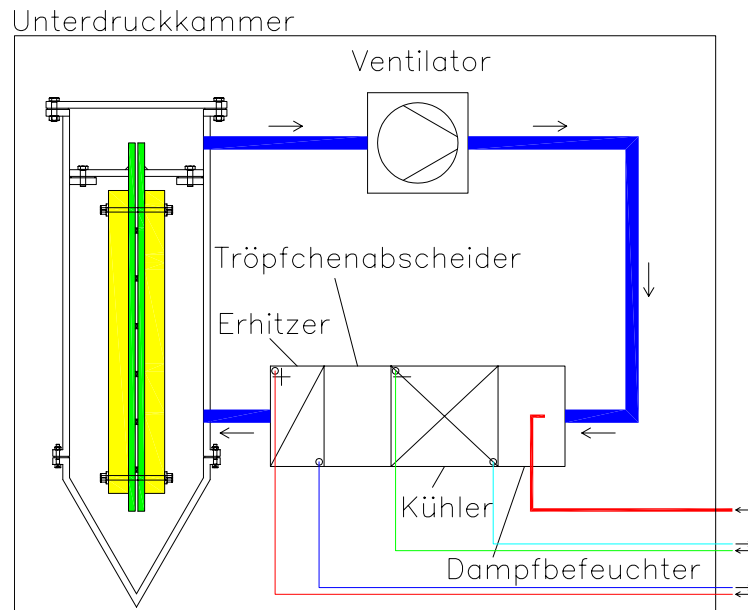 Unterdruckkammer
Ventilator
Tröpfchenabscheider
Erhitzer
Kühler
Dampfbefeuchter